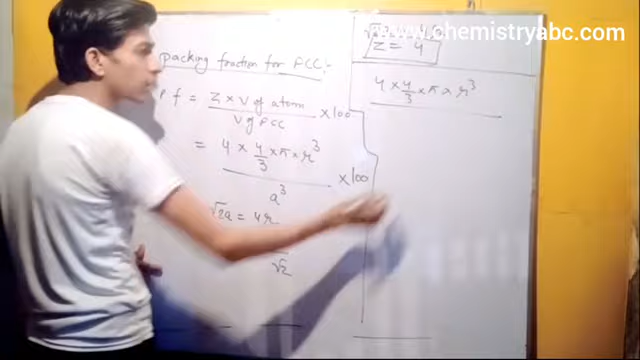 www.chemistryabc.com
packing fraction for FCC:-
P f = Z × V of atom / V of FCC × 100
= 4 × 4/3 × π × r³ / a³ × 100
√2a = 4r
√2
Z = 4
4 × 4/3 × π × r³